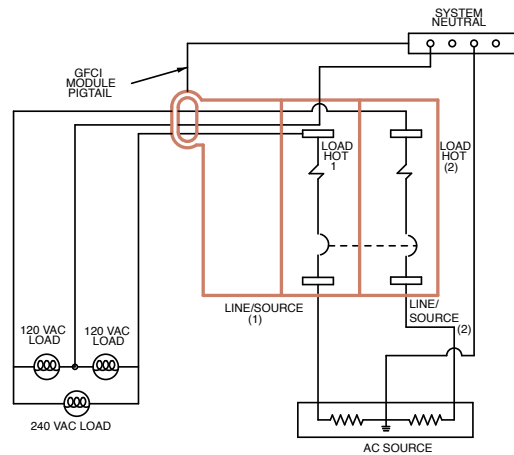 SYSTEM
NEUTRAL
GFCI
MODULE
PIGTAIL
LOAD
HOT
1
LOAD
HOT
(2)
LINE/SOURCE
(1)
LINE/
SOURCE
(2)
120 VAC
LOAD
120 VAC
LOAD
240 VAC LOAD
AC SOURCE